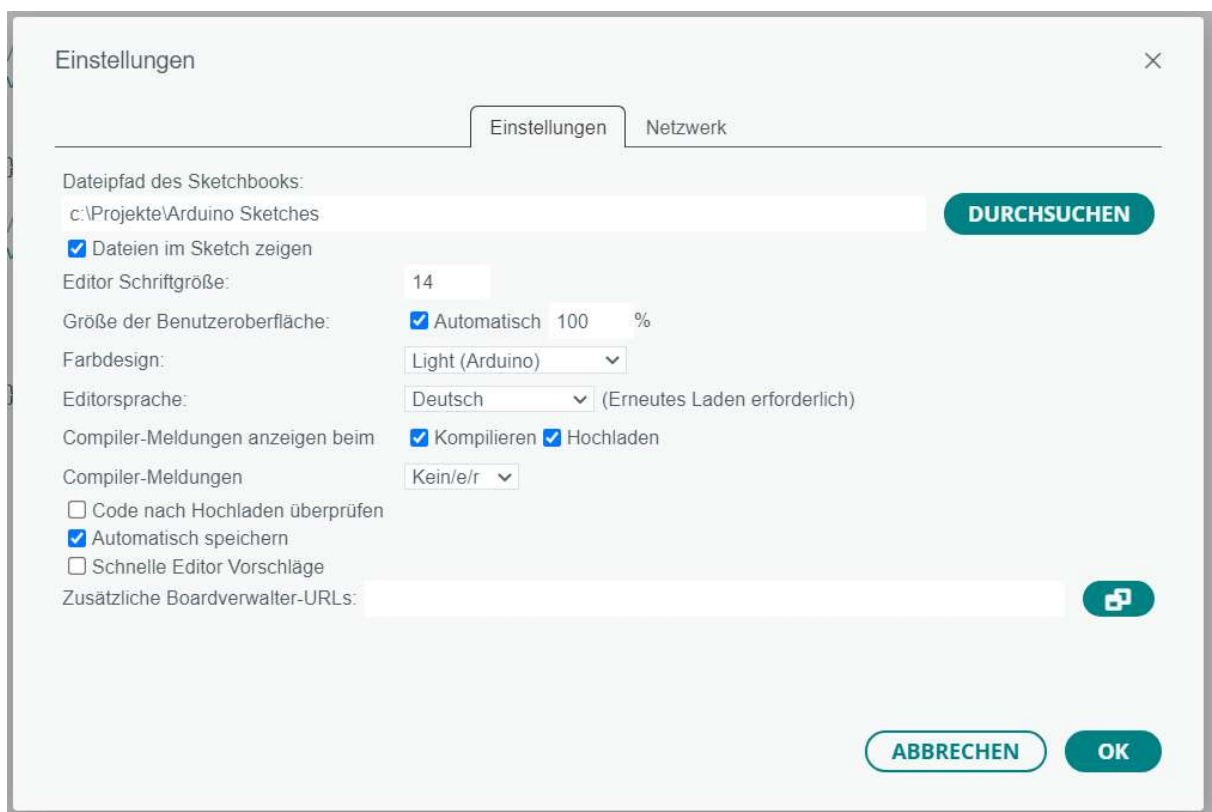 Einstellungen
Einstellungen Netzwerk
Dateipfad des Sketchbooks:
c:\Projekte\Arduino Sketches DURCHSUCHEN
Dateien im Sketch zeigen
Editor Schriftgröße: 14
Größe der Benutzeroberfläche: Automatisch 100 %
Farbdesign: Light (Arduino)
Editorsprache: Deutsch (Erneutes Laden erforderlich)
Compiler-Meldungen anzeigen beim Kompilieren Hochladen
Compiler-Meldungen Kein/e/r
Code nach Hochladen überprüfen
Automatisch speichern
Schnelle Editor Vorschläge
Zusätzliche Boardverwalter-URLs:
ABBRECHEN OK